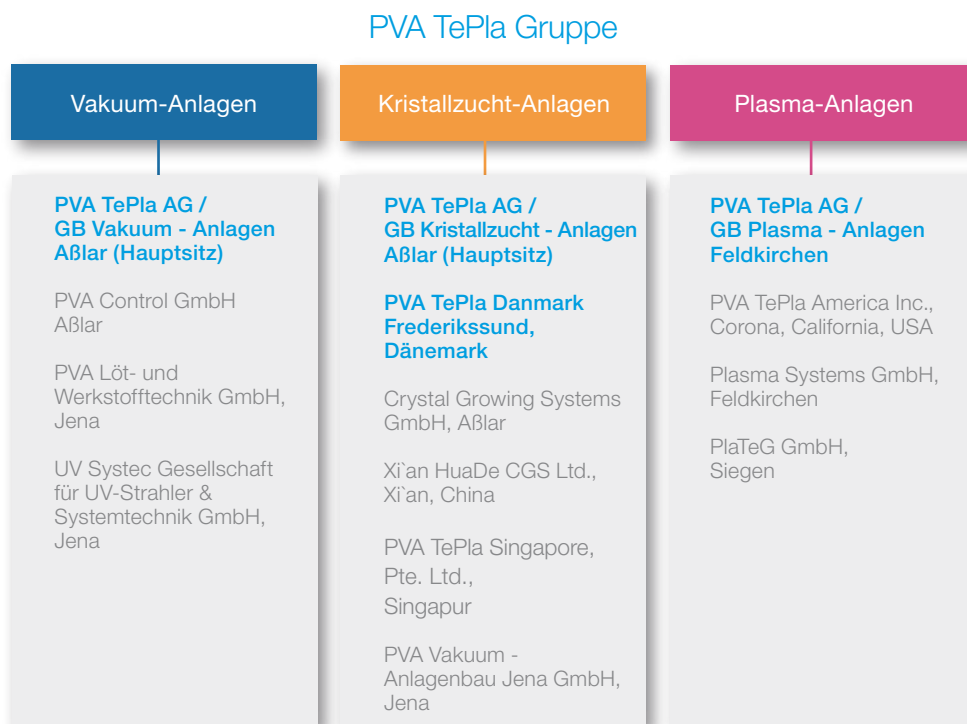 PVA TePla Gruppe
Vakuum-Anlagen
PVA TePla AG /
GB Vakuum - Anlagen
Aßlar (Hauptsitz)
PVA Control GmbH
Aßlar
PVA Löt- und
Werkstofftechnik GmbH,
Jena
UV Systec Gesellschaft
für UV-Strahler &
Systemtechnik GmbH,
Jena
Kristallzucht-Anlagen
PVA TePla AG /
GB Kristallzucht - Anlagen
Aßlar (Hauptsitz)
PVA TePla Danmark
Frederikssund,
Dänemark
Crystal Growing Systems
GmbH, Aßlar
Xi`an HuaDe CGS Ltd.,
Xi`an, China
PVA TePla Singapore,
Pte. Ltd.,
Singapur
PVA Vakuum -
Anlagenbau Jena GmbH,
Jena
Plasma-Anlagen
PVA TePla AG /
GB Plasma - Anlagen
Feldkirchen
PVA TePla America Inc.,
Corona, California, USA
Plasma Systems GmbH,
Feldkirchen
PlaTeG GmbH,
Siegen